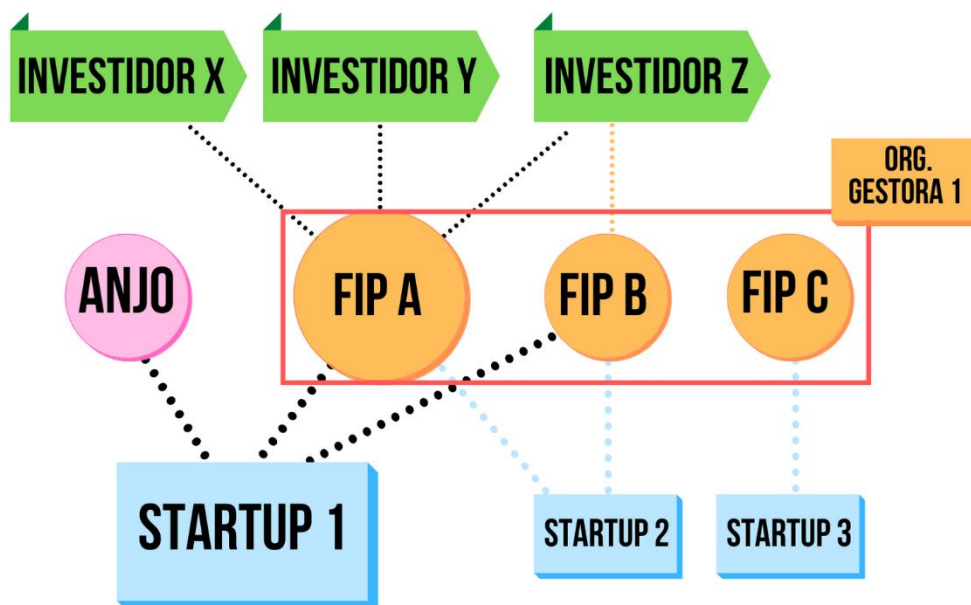 INVESTIDOR X
INVESTIDOR Y
INVESTIDOR Z
ORG.
GESTORA 1
ANJO
FIP A
FIP B
FIP C
STARTUP 1
STARTUP 2
STARTUP 3